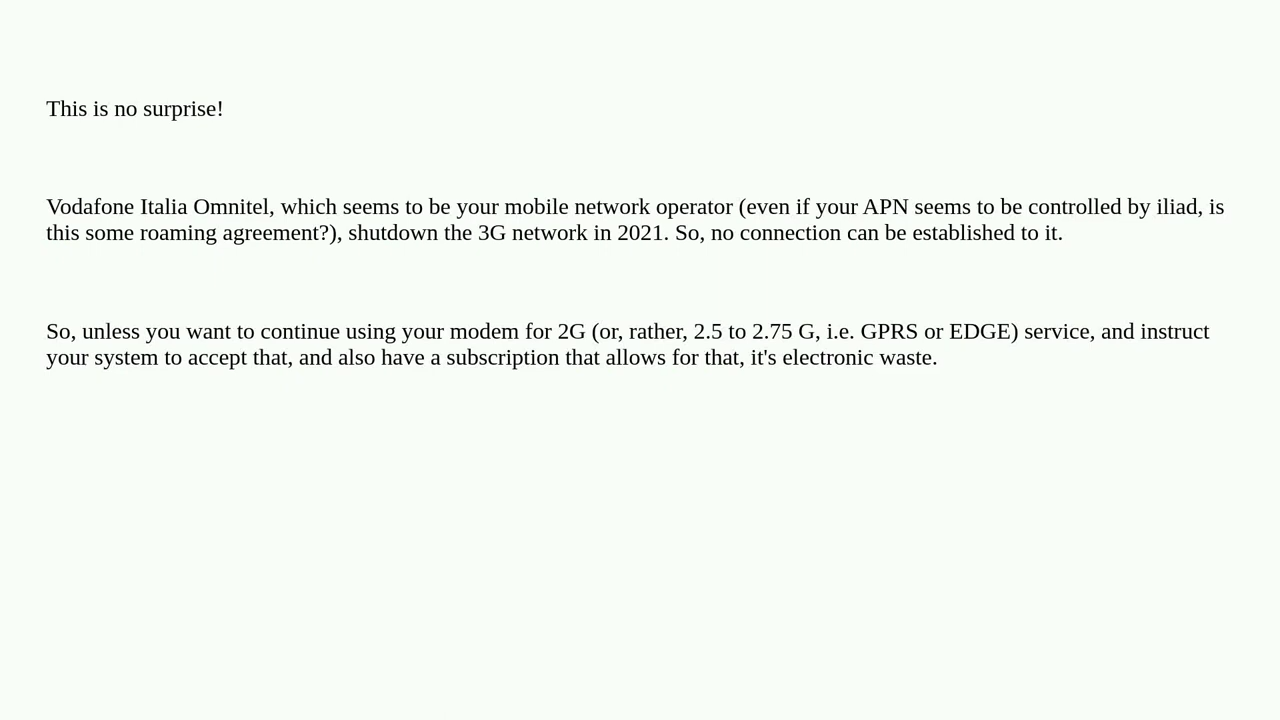 This is no surprise!
Vodafone Italia Omnitel, which seems to be your mobile network operator (even if your APN seems to be controlled by iliad, is
this some roaming agreement?), shutdown the 3G network in 2021. So, no connection can be established to it.
So, unless you want to continue using your modem for 2G (or, rather, 2.5 to 2.75 G, i.e. GPRS or EDGE) service, and instruct
your system to accept that, and also have a subscription that allows for that, it's electronic waste.